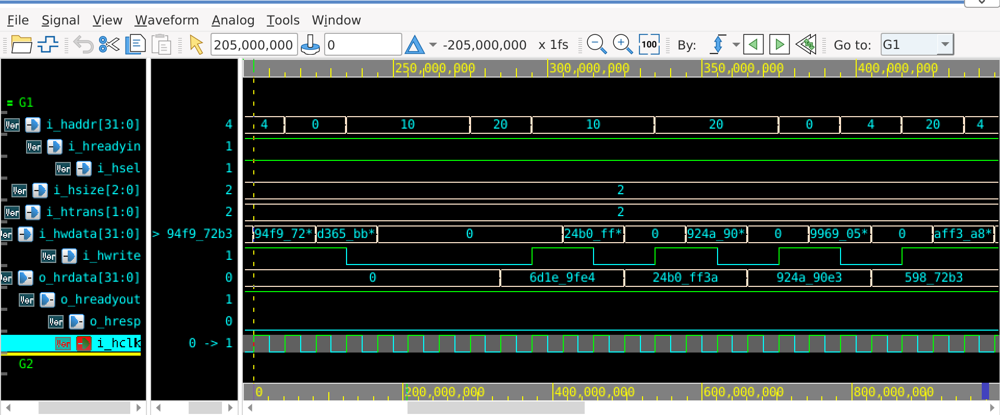 File Signal View Waveform Analog Tools Window
205,000,000 0 -205,000,000 x 1fs 100 By: Go to: G1
250,000,000 300,000,000 350,000,000 400,000,000
= G1
Ver i_haddr[31:0] 4 4 0 10 20 10 20 0 4 20 4
Ver i_hreadyin 1
Ver i_hsel 1
Ver i_hsize[2:0] 2 2
Ver i_htrans[1:0] 2 2
er i_hwdata[31:0] > 94f9_72b3 94f9_72* d365_bb* 0 24b0_ff* 0 924a_90* 0 9969_05* 0 aff3_a8*
Ver i_hwrite 1
er o_hrdata[31:0] 0 0 6d1e_9fe4 24b0_ff3a 924a_90e3 598_72b3
Ver o_hreadyout 1
Ver o_hresp 0
Ver i_hclk 0 -> 1
G2
0 200,000,000 400,000,000 600,000,000 800,000,000